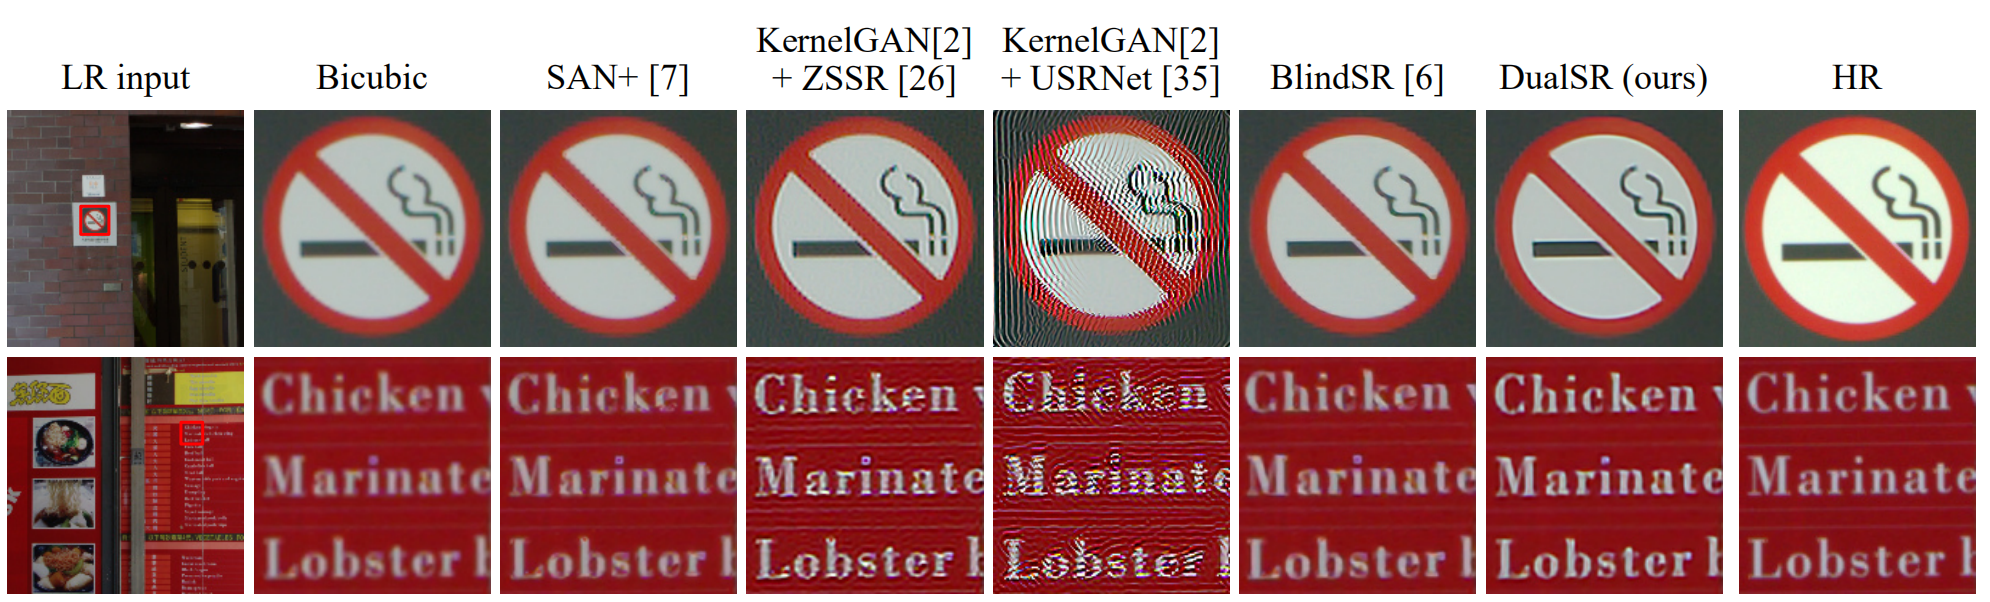 LR input
Bicubic
SAN+ [7]
KernelGAN[2]
+ ZSSR [26]
KernelGAN[2]
+ USRNet [35]
BlindSR [6]
DualSR (ours)
HR
Chicken
Marinate
Lobster
Chicken
Marinate
Lobster
Chicken
Marinate
Lobster
Chicken
Marinate
Lobster
Chicken
Marinate
Lobster
Chicken
Marinate
Lobster
Chicken
Marinate
Lobster